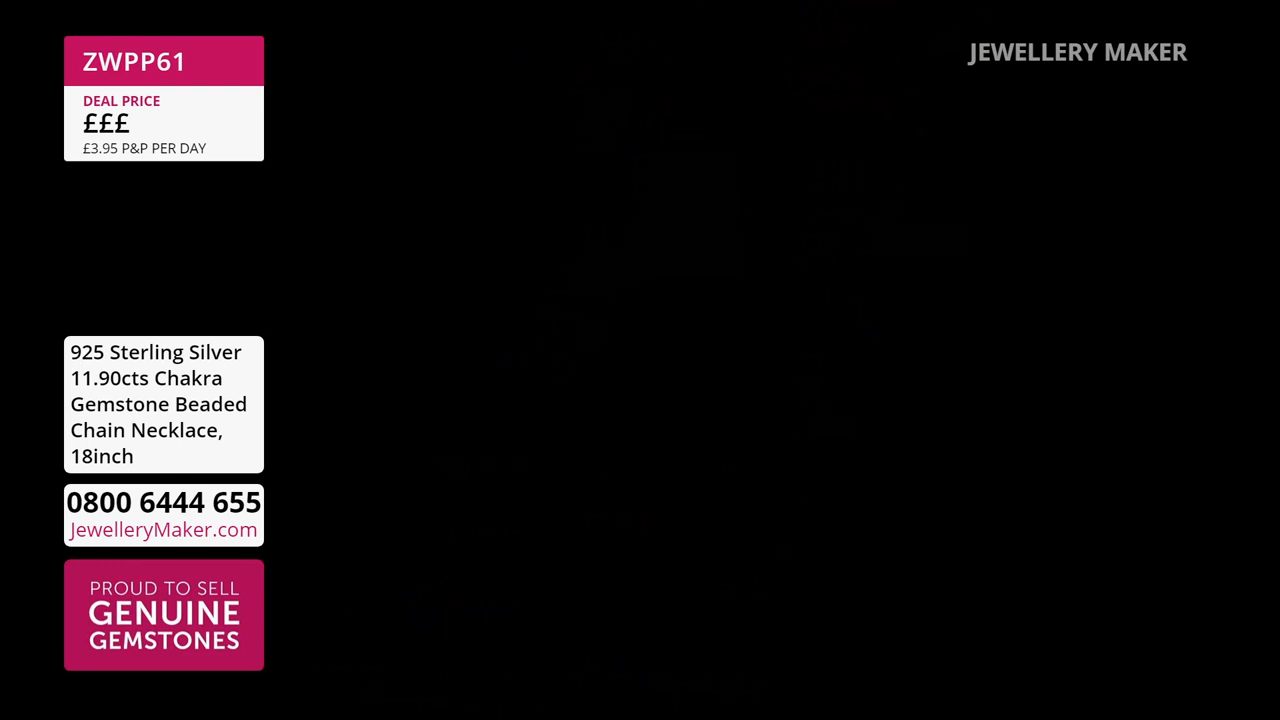 ZWPP61
DEAL PRICE
£££
£3.95 P&P PER DAY
JEWELLERY MAKER
925 Sterling Silver
11.90cts Chakra
Gemstone Beaded
Chain Necklace,
18inch
0800 6444 655
JewelleryMaker.com
PROUD TO SELL
GENUINE
GEMSTONES